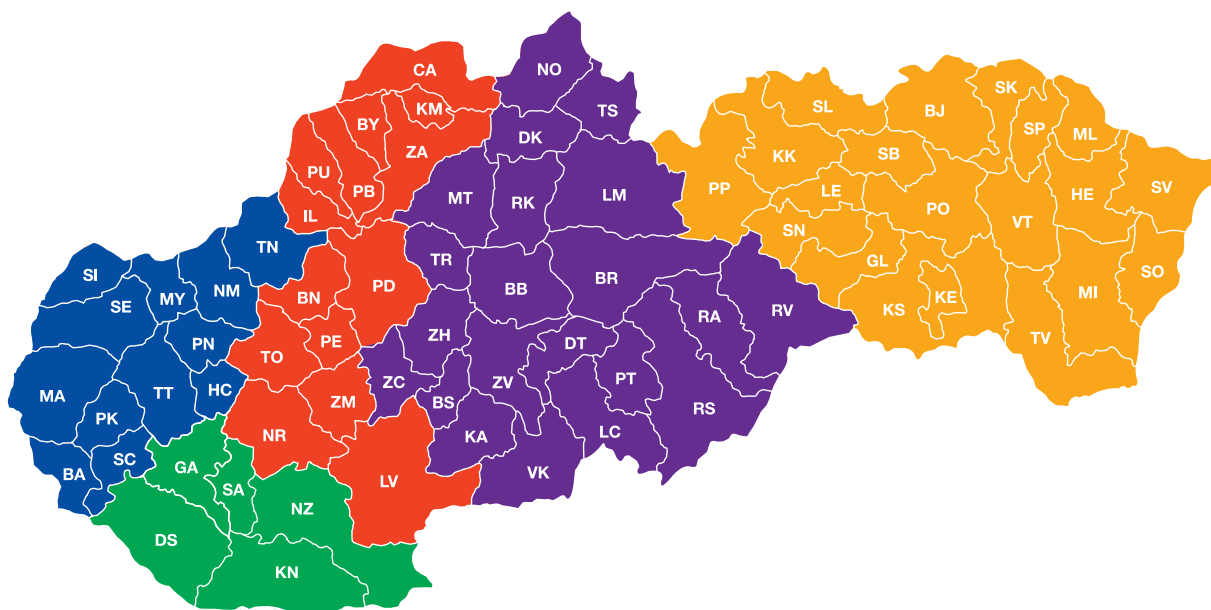 CA
NO
KM
TS
BY
DK
ZA
PU
PB
IL
MT
RK
LM
SL
BJ
SK
SP
ML
KK
SB
PP
LE
HE
SV
PO
VT
SN
GL
SO
KS
KE
MI
TV
TN
SI
SE
MY
NM
BN
PD
TR
BB
BR
RV
RA
PN
TO
PE
ZH
DT
MA
TT
HC
ZM
ZC
BS
ZV
PT
RS
PK
NR
KA
LC
BA
SC
GA
SA
LV
VK
NZ
DS
KN